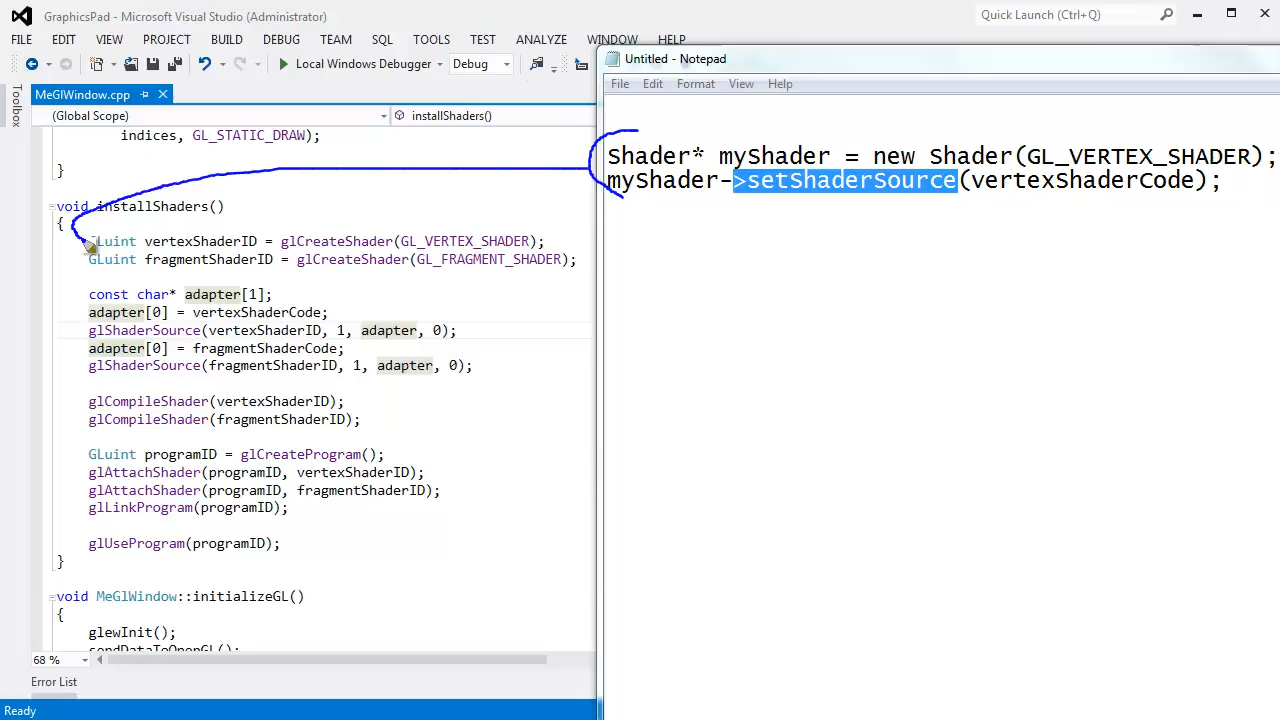 GraphicsPad - Microsoft Visual Studio (Administrator)
Quick Launch (Ctrl+Q)
FILE EDIT VIEW PROJECT BUILD DEBUG TEAM SQL TOOLS TEST ANALYZE WINDOW HELP
Local Windows Debugger Debug
Toolbox
MeGlWindow.cpp
(Global Scope) installShaders()
indices, GL_STATIC_DRAW);
}
void installShaders()
{
GLuint vertexShaderID = glCreateShader(GL_VERTEX_SHADER);
GLuint fragmentShaderID = glCreateShader(GL_FRAGMENT_SHADER);
const char* adapter[1];
adapter[0] = vertexShaderCode;
glShaderSource(vertexShaderID, 1, adapter, 0);
adapter[0] = fragmentShaderCode;
glShaderSource(fragmentShaderID, 1, adapter, 0);
glCompileShader(vertexShaderID);
glCompileShader(fragmentShaderID);
GLuint programID = glCreateProgram();
glAttachShader(programID, vertexShaderID);
glAttachShader(programID, fragmentShaderID);
glLinkProgram(programID);
glUseProgram(programID);
}
void MeGlWindow::initializeGL()
{
glewInit();
sendDataToOpenGL();
68 %
Error List
Ready
Untitled - Notepad
File Edit Format View Help
Shader* myShader = new Shader(GL_VERTEX_SHADER);
myShader->setShaderSource(vertexShaderCode);